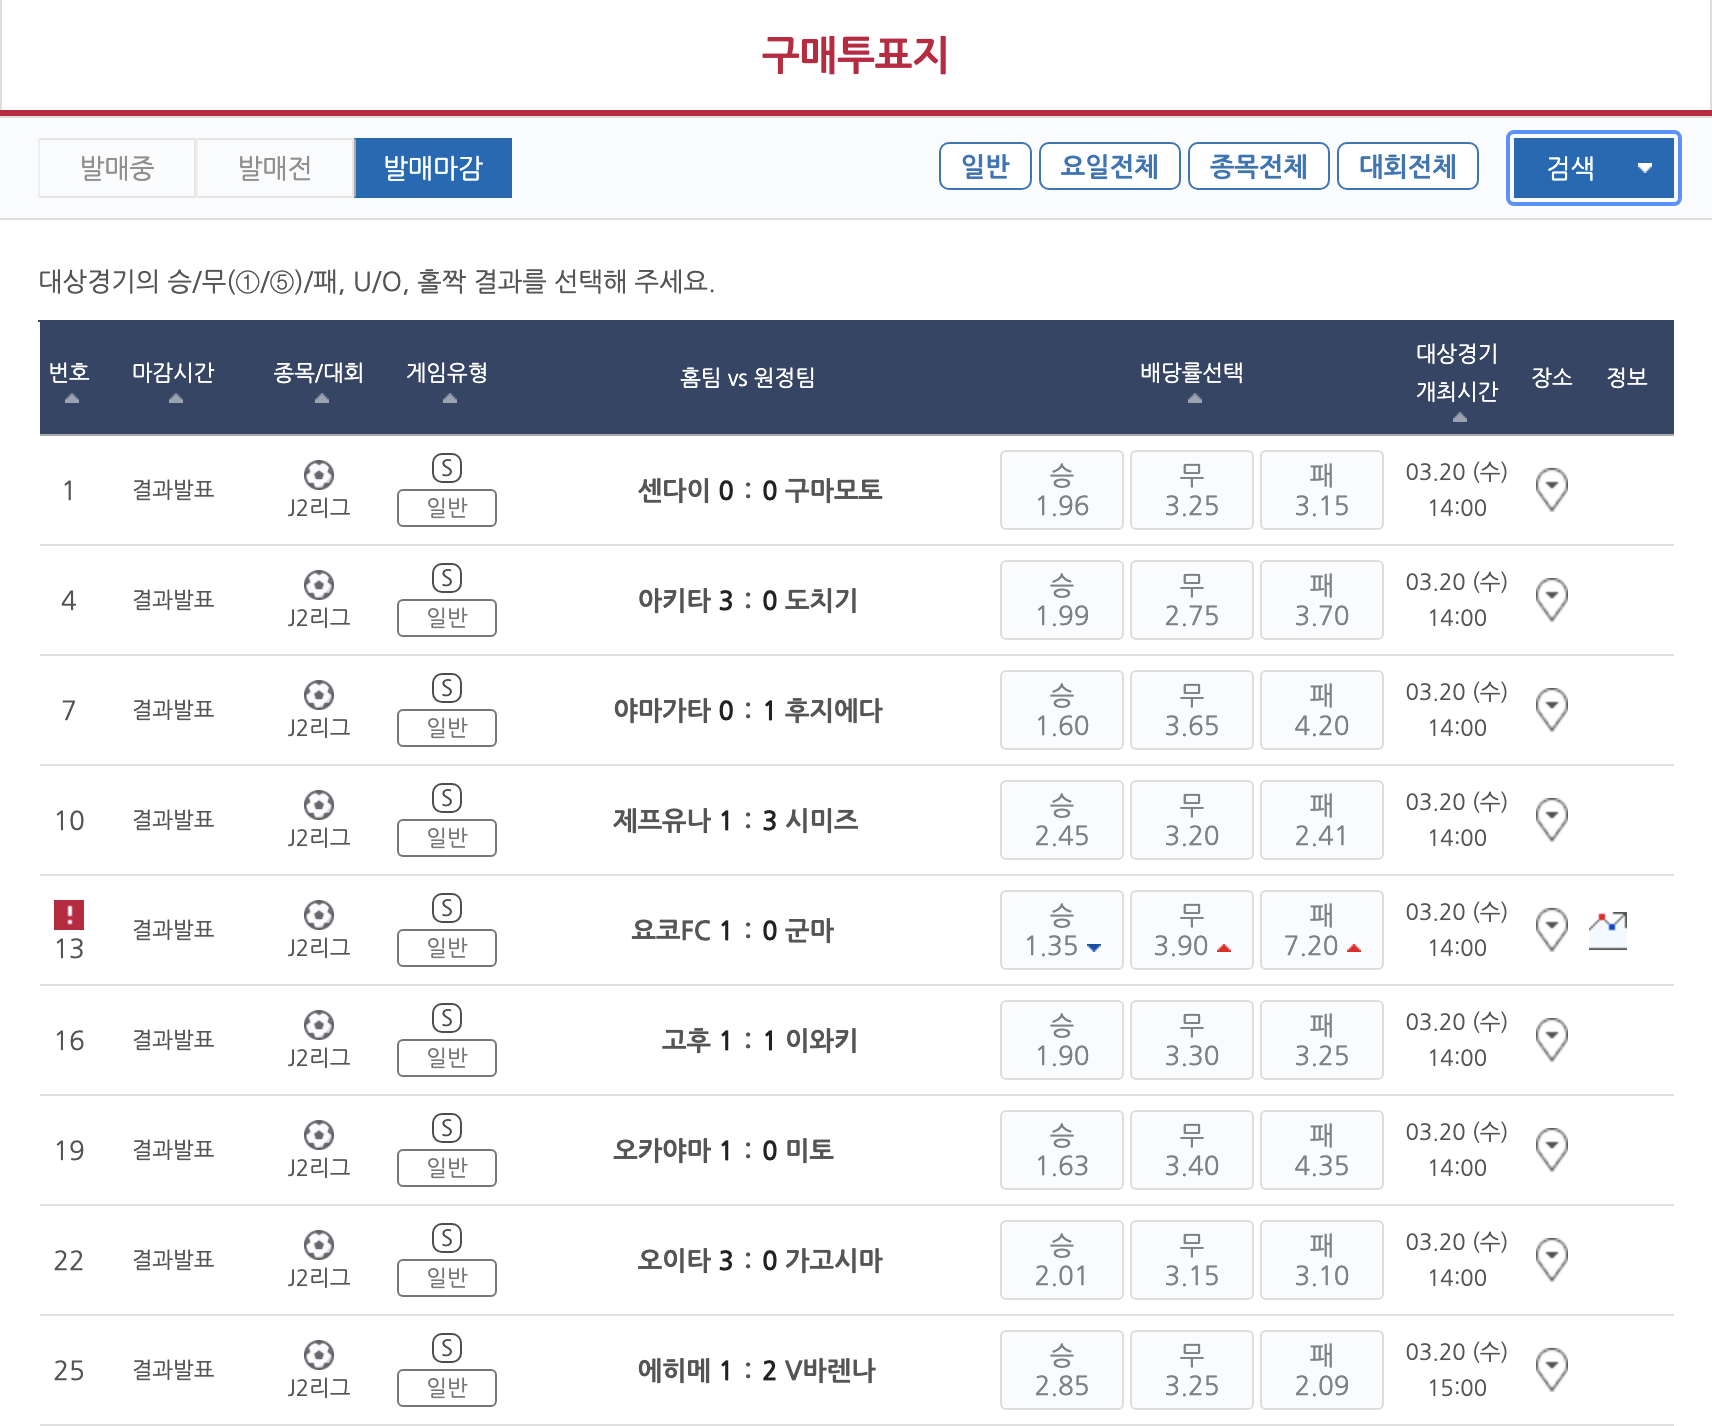 구매투표지
발매중 발매전 발매마감 일반 요일전체 종목전체 대회전체 검색
대상경기의 승/무(①/⑤)/패, U/O, 홀짝 결과를 선택해 주세요.
번호 마감시간 종목/대회 게임유형 홈팀 vs 원정팀 배당률선택 대상경기 개최시간 장소 정보
1 결과발표 J2리그 S 일반 센다이 0 : 0 구마모토 승 1.96 무 3.25 패 3.15 03.20 (수) 14:00
4 결과발표 J2리그 S 일반 아키타 3 : 0 도치기 승 1.99 무 2.75 패 3.70 03.20 (수) 14:00
7 결과발표 J2리그 S 일반 야마가타 0 : 1 후지에다 승 1.60 무 3.65 패 4.20 03.20 (수) 14:00
10 결과발표 J2리그 S 일반 제프유나 1 : 3 시미즈 승 2.45 무 3.20 패 2.41 03.20 (수) 14:00
! 13 결과발표 J2리그 S 일반 요코FC 1 : 0 군마 승 1.35 무 3.90 패 7.20 03.20 (수) 14:00
16 결과발표 J2리그 S 일반 고후 1 : 1 이와키 승 1.90 무 3.30 패 3.25 03.20 (수) 14:00
19 결과발표 J2리그 S 일반 오카야마 1 : 0 미토 승 1.63 무 3.40 패 4.35 03.20 (수) 14:00
22 결과발표 J2리그 S 일반 오이타 3 : 0 가고시마 승 2.01 무 3.15 패 3.10 03.20 (수) 14:00
25 결과발표 J2리그 S 일반 에히메 1 : 2 V바렌나 승 2.85 무 3.25 패 2.09 03.20 (수) 15:00